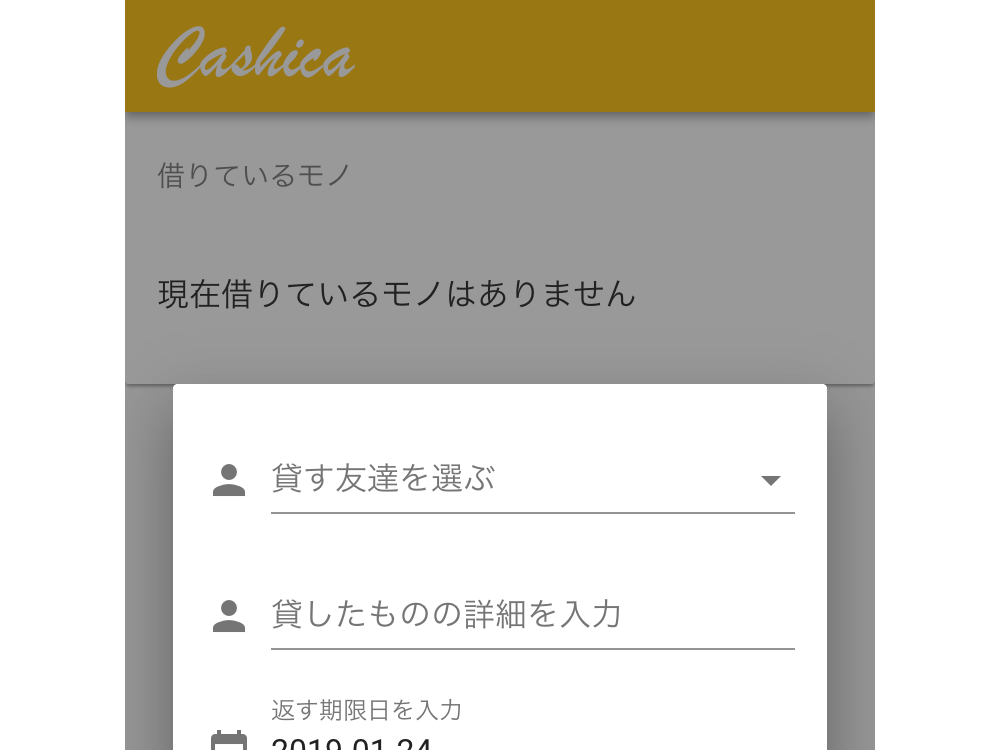 Cashica
借りているモノ
現在借りているモノはありません
貸す友達を選ぶ
貸したものの詳細を入力
返す期限日を入力
2019-01-24